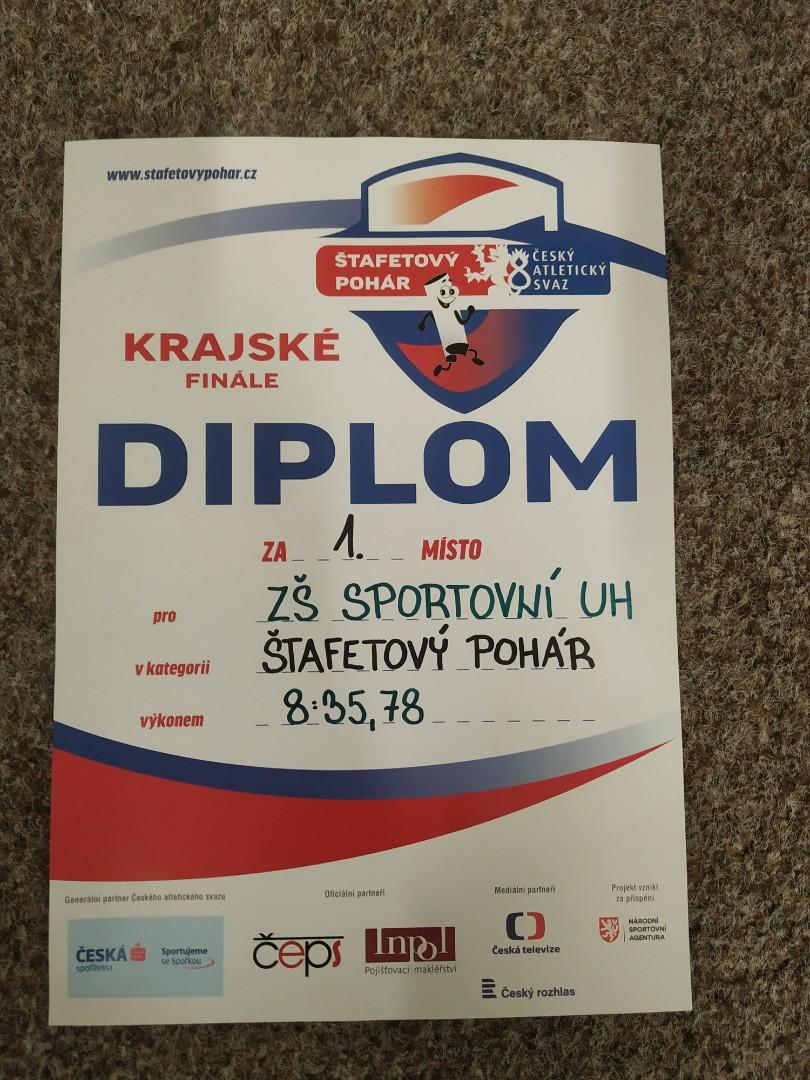 www.stafetovypohar.cz
ŠTAFETOVÝ
POHÁR
ČESKÝ
ATLETICKÝ
SVAZ
KRAJSKÉ
FINÁLE
DIPLOM
ZA 1. MÍSTO
pro ZŠ SPORTOVNÍ UH
v kategorii ŠTAFETOVÝ POHÁR
výkonem 8:35,78
Generální partner Českého atletického svazu
ČESKÁ
spořitelna
Sportujeme
se Spořkou
Oficiální partneři
čeps
Inpol
Pojišťovací makléřství
Mediální partneři
Česká televize
Český rozhlas
Projekt vznikl
za přispění
NÁRODNÍ
SPORTOVNÍ
AGENTURA